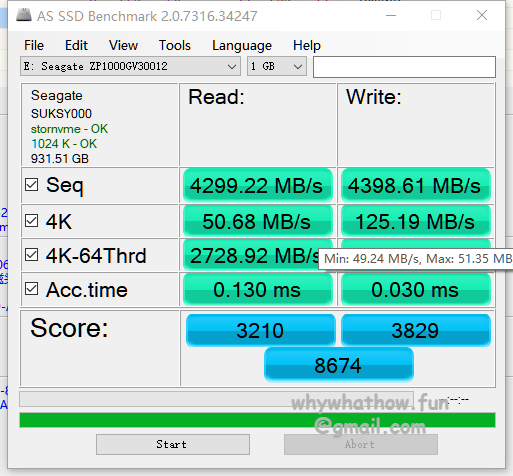 AS SSD Benchmark 2.0.7316.34247
File Edit View Tools Language Help
E: Seagate ZP1000GV30012 1 GB
Seagate
SUKSY000
stornvme - OK
1024 K - OK
931.51 GB
Read: Write:
Seq 4299.22 MB/s 4398.61 MB/s
4K 50.68 MB/s 125.19 MB/s
4K-64Thrd 2728.92 MB/s
Min: 49.24 MB/s, Max: 51.35 MB
Acc.time 0.130 ms 0.030 ms
Score: 3210 3829
8674
whywhathow.fun
@gmail.com
--:--:--
Start Abort